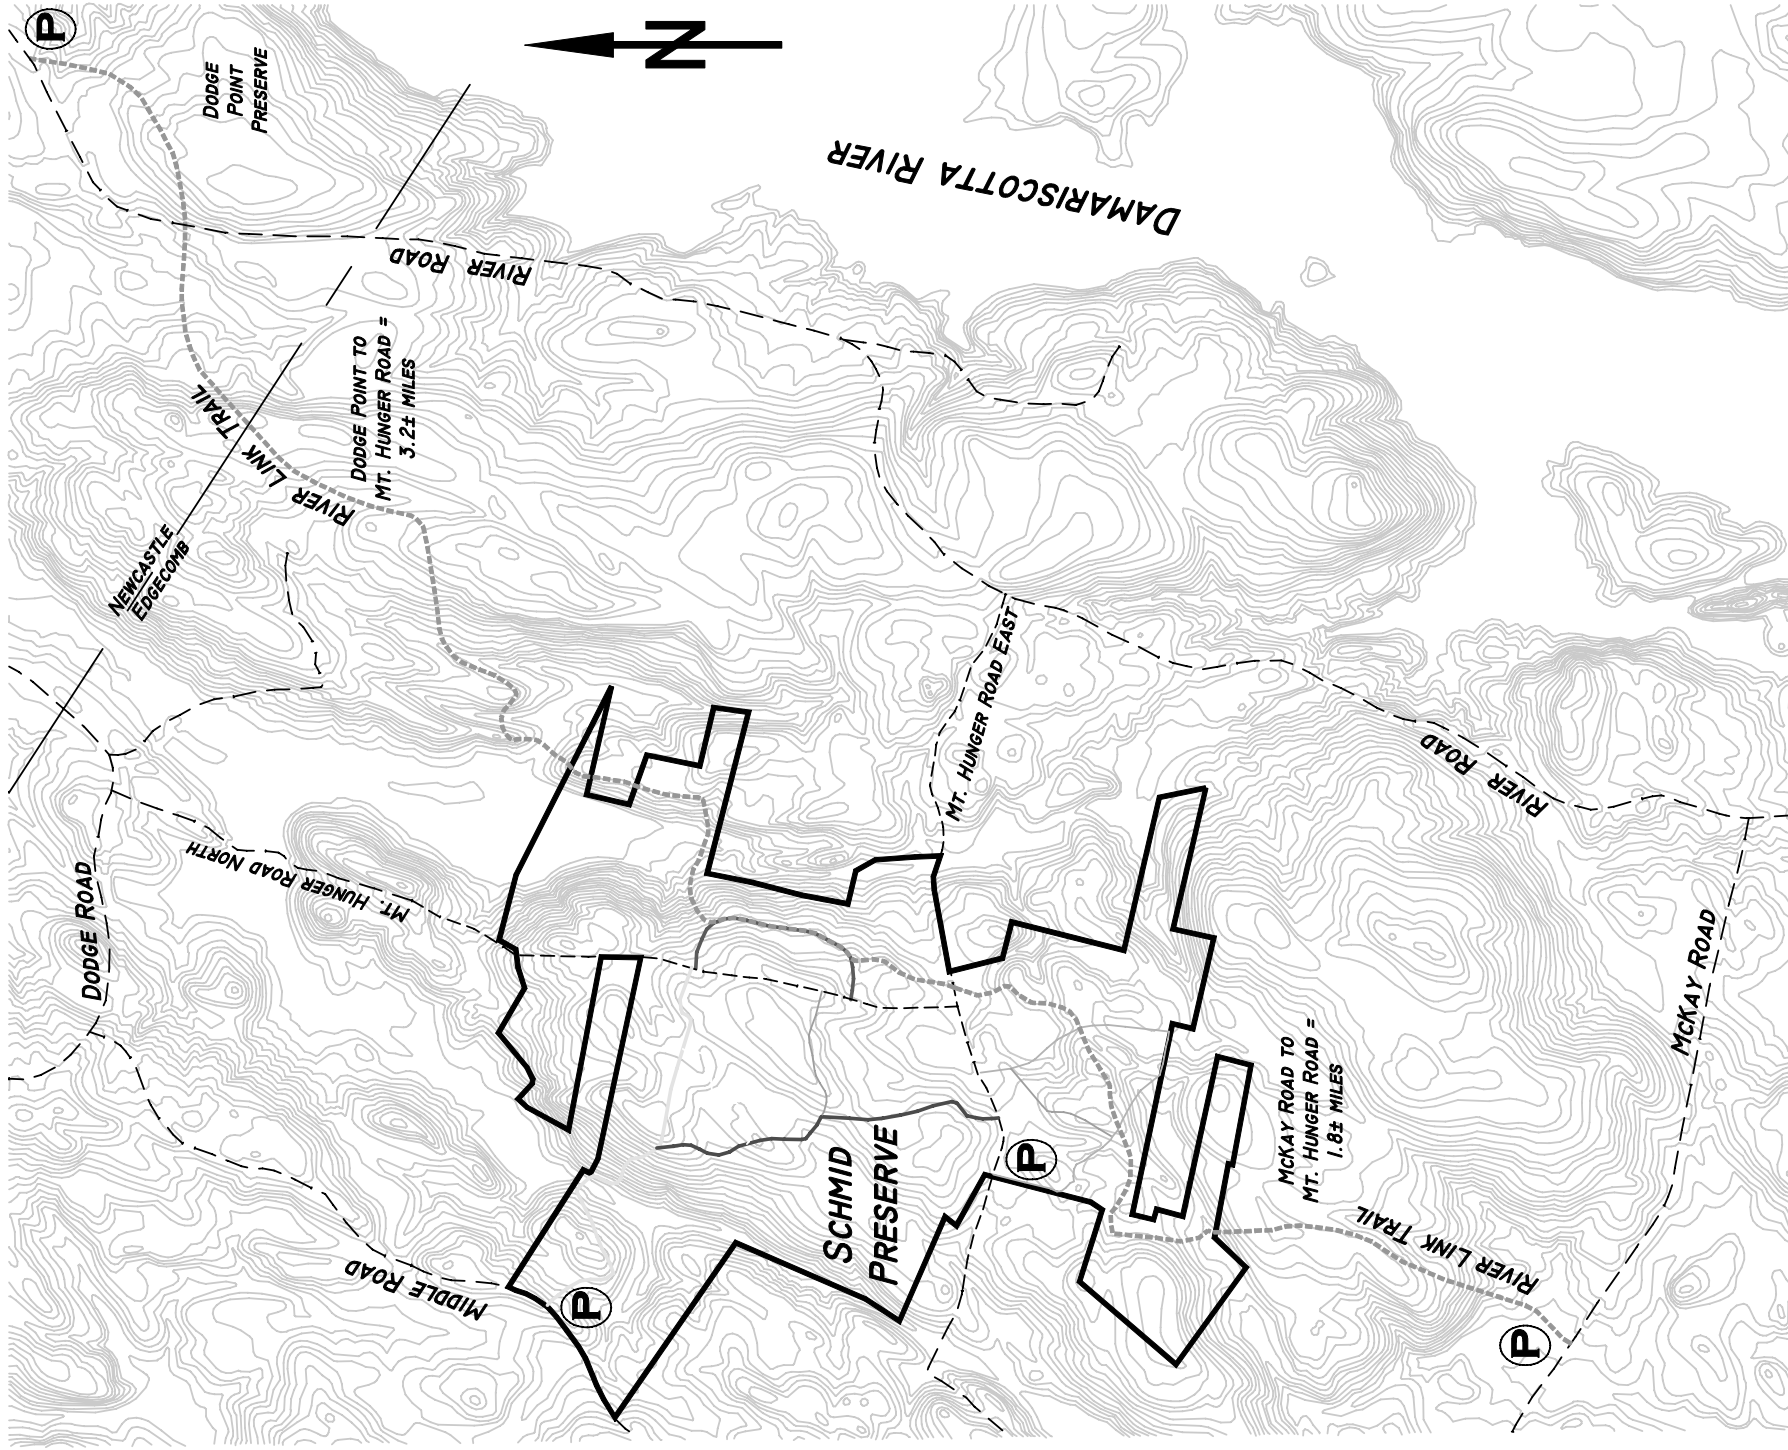 P
N
DODGE
POINT
PRESERVE
DAMARISCOTTA RIVER
RIVER ROAD
DODGE POINT TO
MT. HUNGER ROAD =
3.2± MILES
RIVER LINK TRAIL
NEWCASTLE
EDGECOMB
MT. HUNGER ROAD EAST
RIVER ROAD
DODGE ROAD
MT. HUNGER ROAD NORTH
MCKAY ROAD
MCKAY ROAD TO
MT. HUNGER ROAD =
1.8± MILES
SCHMID
PRESERVE
P
RIVER LINK TRAIL
MIDDLE ROAD
P
P